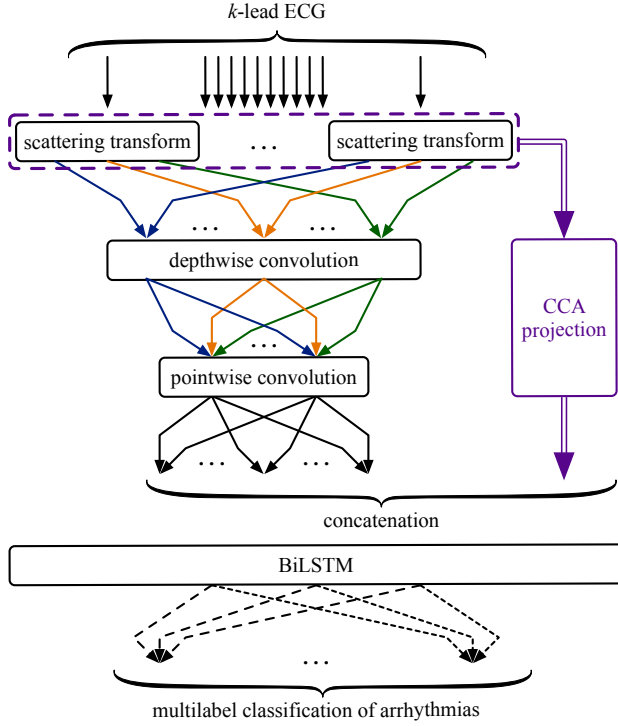 k-lead ECG
scattering transform ... scattering transform
... ...
depthwise convolution
CCA
projection
...
pointwise convolution
... ...
concatenation
BiLSTM
...
multilabel classification of arrhythmias